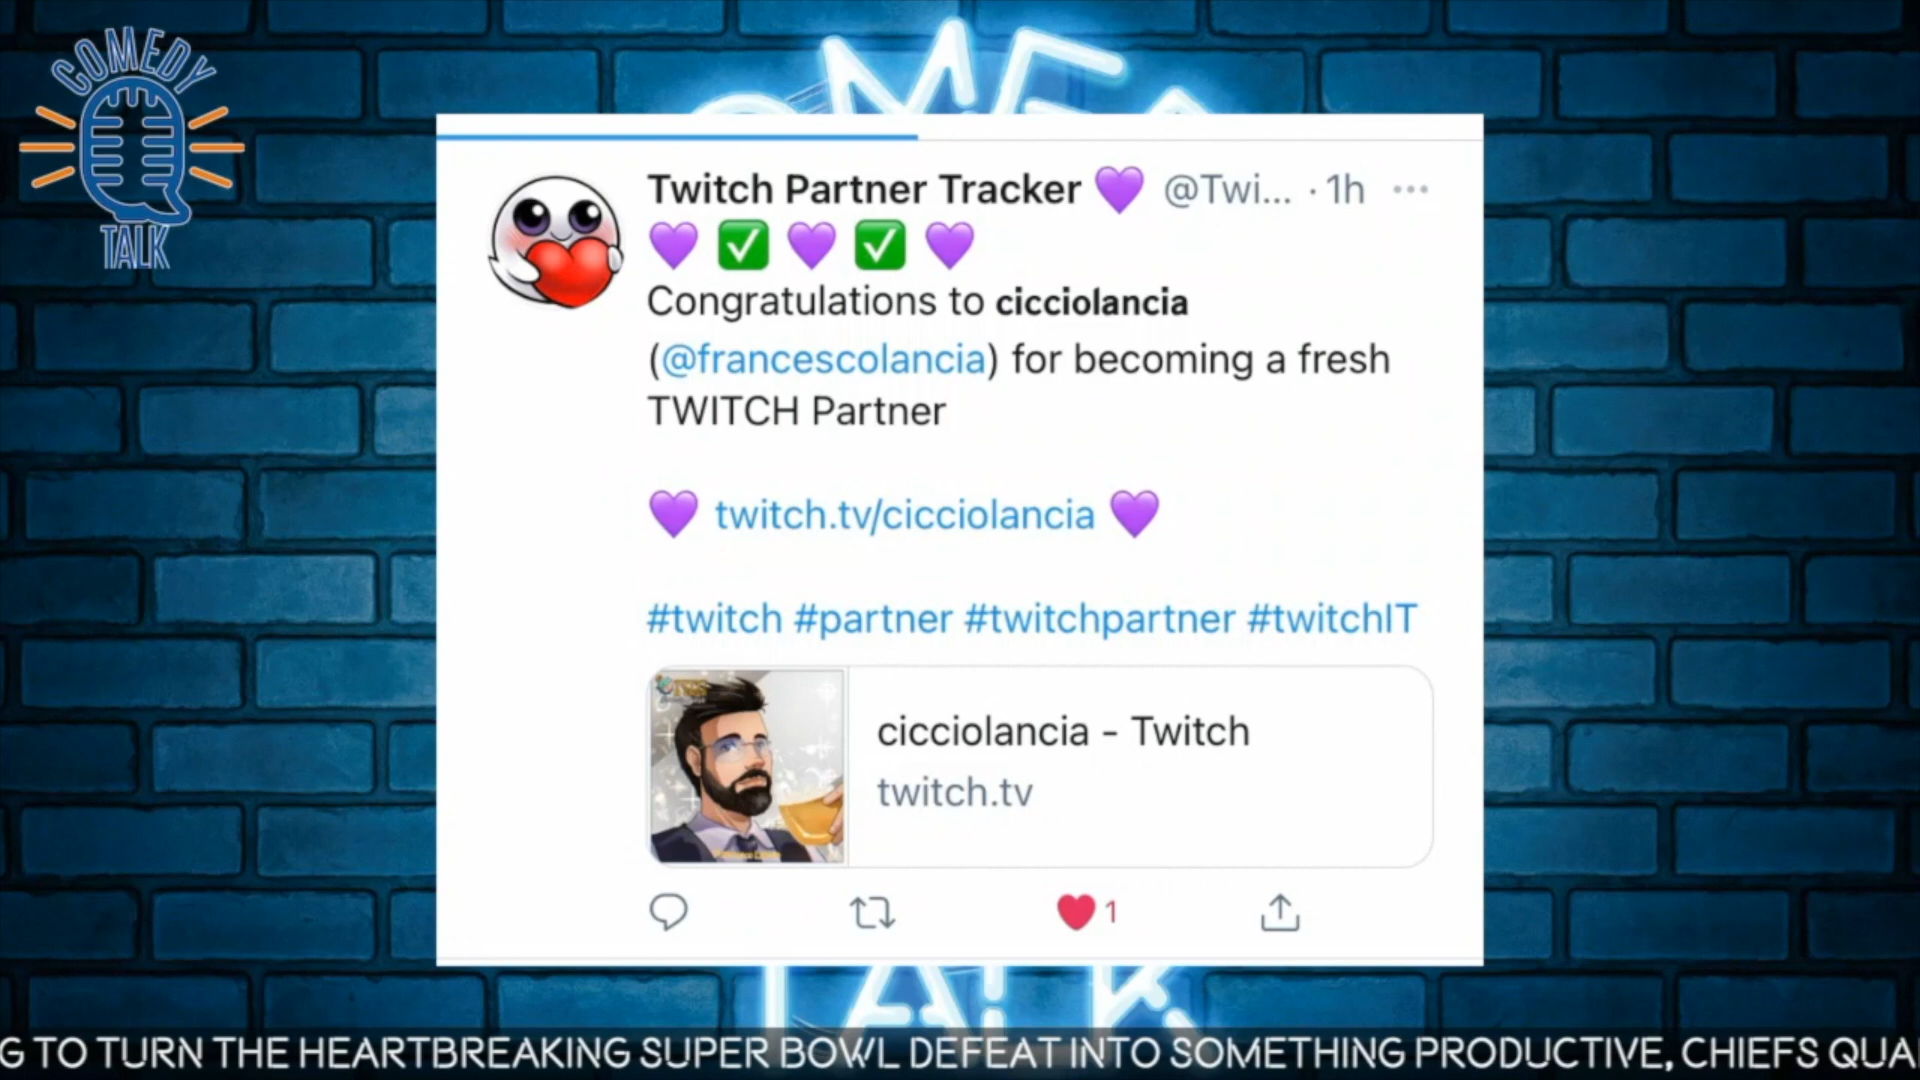 COMEDY
TALK
Twitch Partner Tracker 💜 @Twi... · 1h
💜 ✅ 💜 ✅ 💜
Congratulations to cicciolancia
(@francescolancia) for becoming a fresh
TWITCH Partner
💜 twitch.tv/cicciolancia 💜
#twitch #partner #twitchpartner #twitchIT
cicciolancia - Twitch
twitch.tv
1
G TO TURN THE HEARTBREAKING SUPER BOWL DEFEAT INTO SOMETHING PRODUCTIVE, CHIEFS QUA